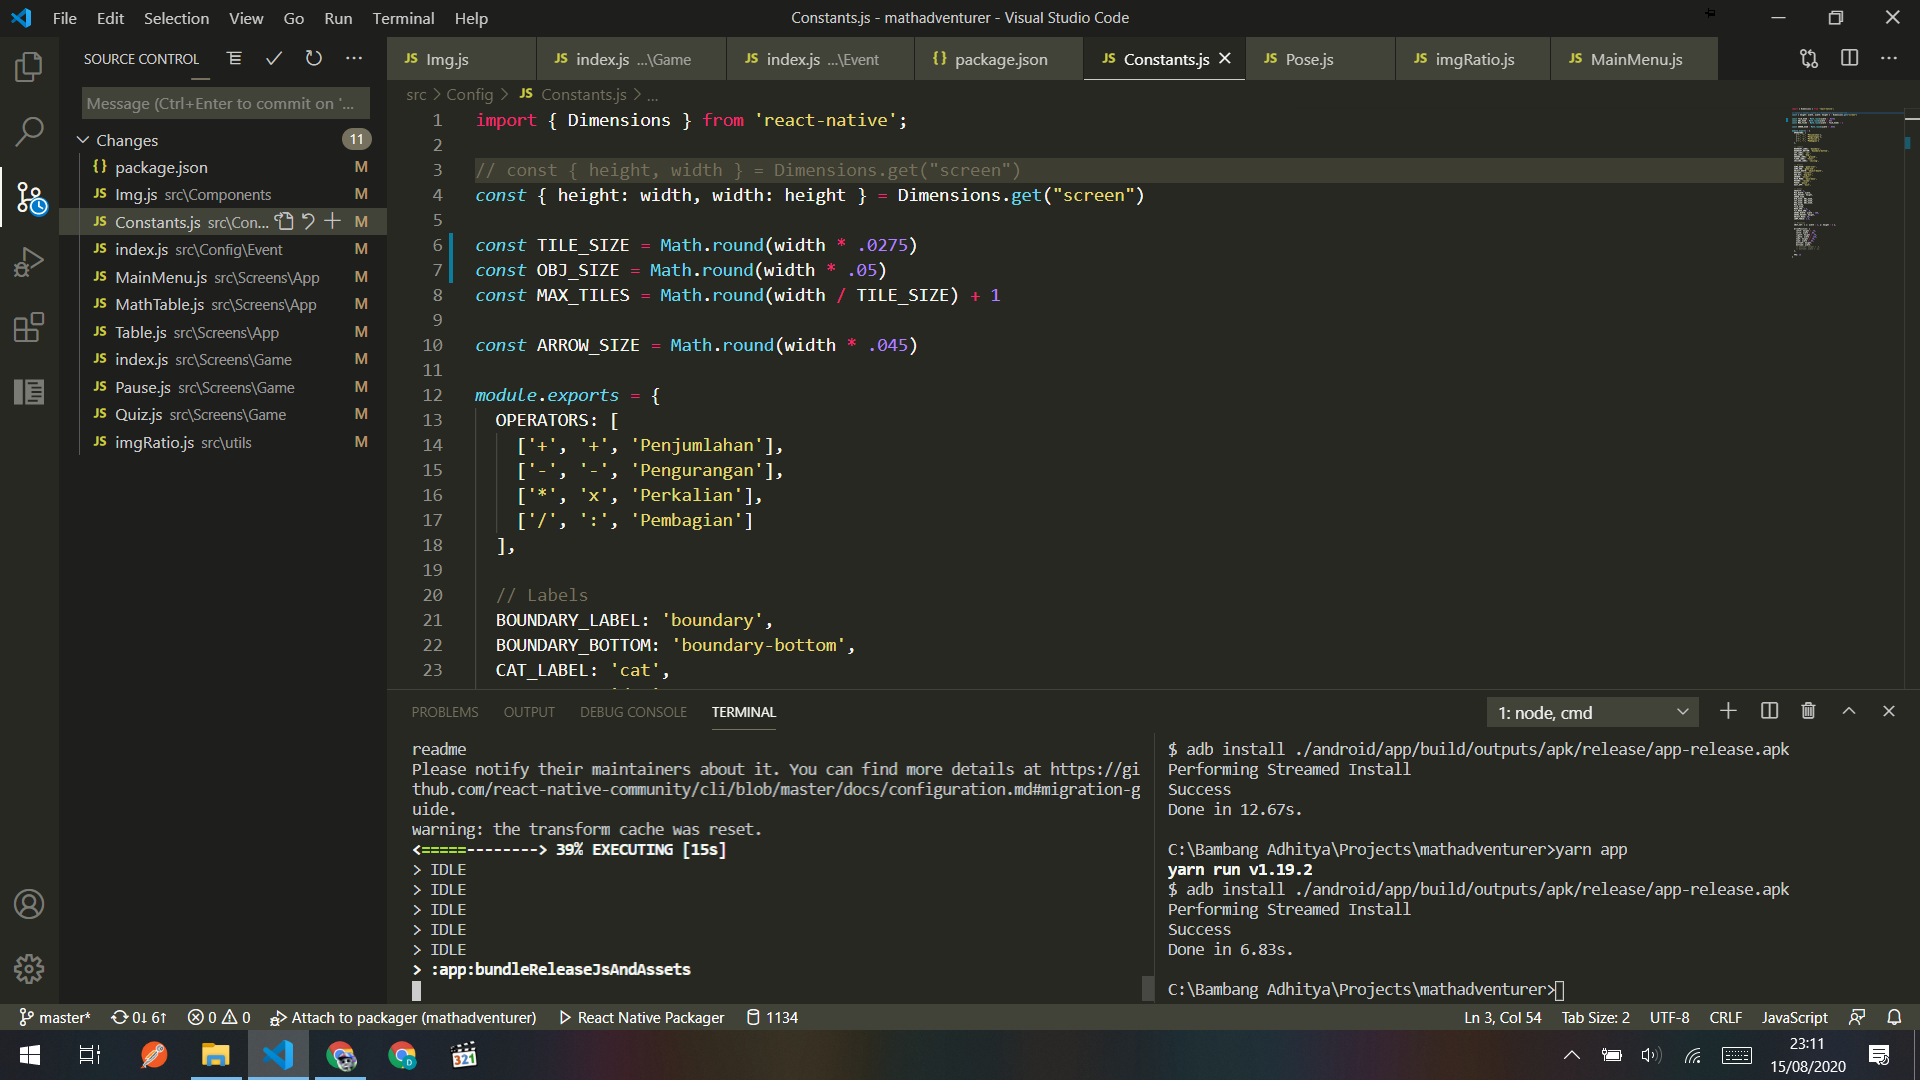 File Edit Selection View Go Run Terminal Help
Constants.js - mathadventurer - Visual Studio Code
SOURCE CONTROL
Message (Ctrl+Enter to commit on '...
Changes 11
{} package.json M
JS Img.js src\Components M
JS Constants.js src\Con... M
JS index.js src\Config\Event M
JS MainMenu.js src\Screens\App M
JS MathTable.js src\Screens\App M
JS Table.js src\Screens\App M
JS index.js src\Screens\Game M
JS Pause.js src\Screens\Game M
JS Quiz.js src\Screens\Game M
JS imgRatio.js src\utils M
JS Img.js JS index.js ...\Game JS index.js ...\Event {} package.json JS Constants.js JS Pose.js JS imgRatio.js JS MainMenu.js
src > Config > JS Constants.js > ...
1 import { Dimensions } from 'react-native';
2
3 // const { height, width } = Dimensions.get("screen")
4 const { height: width, width: height } = Dimensions.get("screen")
5
6 const TILE_SIZE = Math.round(width * .0275)
7 const OBJ_SIZE = Math.round(width * .05)
8 const MAX_TILES = Math.round(width / TILE_SIZE) + 1
9
10 const ARROW_SIZE = Math.round(width * .045)
11
12 module.exports = {
13 OPERATORS: [
14 ['+', '+', 'Penjumlahan'],
15 ['-', '-', 'Pengurangan'],
16 ['*', 'x', 'Perkalian'],
17 ['/', ':', 'Pembagian']
18 ],
19
20 // Labels
21 BOUNDARY_LABEL: 'boundary',
22 BOUNDARY_BOTTOM: 'boundary-bottom',
23 CAT_LABEL: 'cat',
PROBLEMS OUTPUT DEBUG CONSOLE TERMINAL
1: node, cmd
readme
Please notify their maintainers about it. You can find more details at https://gi
thub.com/react-native-community/cli/blob/master/docs/configuration.md#migration-g
uide.
warning: the transform cache was reset.
<=====--------> 39% EXECUTING [15s]
> IDLE
> IDLE
> IDLE
> IDLE
> IDLE
> :app:bundleReleaseJsAndAssets
$ adb install ./android/app/build/outputs/apk/release/app-release.apk
Performing Streamed Install
Success
Done in 12.67s.
C:\Bambang Adhitya\Projects\mathadventurer>yarn app
yarn run v1.19.2
$ adb install ./android/app/build/outputs/apk/release/app-release.apk
Performing Streamed Install
Success
Done in 6.83s.
C:\Bambang Adhitya\Projects\mathadventurer>
master* 0↓ 6↑ 0 0 Attach to packager (mathadventurer) React Native Packager 1134
Ln 3, Col 54 Tab Size: 2 UTF-8 CRLF JavaScript
321
23:11
15/08/2020